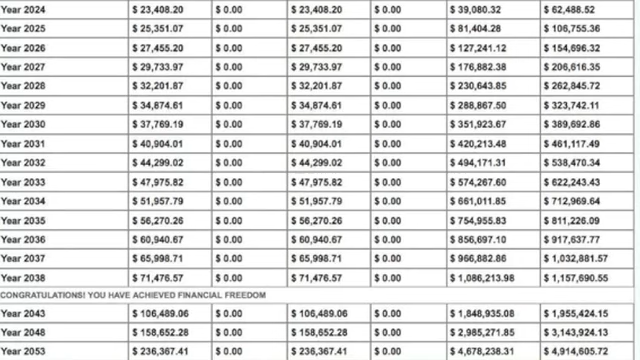 Year 2024 $ 23,408.20 $ 0.00 $ 23,408.20 $ 0.00 $ 39,080.32 $ 62,488.52
Year 2025 $ 25,351.07 $ 0.00 $ 25,351.07 $ 0.00 $ 81,404.28 $ 106,755.36
Year 2026 $ 27,455.20 $ 0.00 $ 27,455.20 $ 0.00 $ 127,241.12 $ 154,696.32
Year 2027 $ 29,733.97 $ 0.00 $ 29,733.97 $ 0.00 $ 176,882.38 $ 206,616.35
Year 2028 $ 32,201.87 $ 0.00 $ 32,201.87 $ 0.00 $ 230,643.85 $ 262,845.72
Year 2029 $ 34,874.61 $ 0.00 $ 34,874.61 $ 0.00 $ 288,867.50 $ 323,742.11
Year 2030 $ 37,769.19 $ 0.00 $ 37,769.19 $ 0.00 $ 351,923.67 $ 389,692.86
Year 2031 $ 40,904.01 $ 0.00 $ 40,904.01 $ 0.00 $ 420,213.48 $ 461,117.49
Year 2032 $ 44,299.02 $ 0.00 $ 44,299.02 $ 0.00 $ 494,171.31 $ 538,470.34
Year 2033 $ 47,975.82 $ 0.00 $ 47,975.82 $ 0.00 $ 574,267.60 $ 622,243.43
Year 2034 $ 51,957.79 $ 0.00 $ 51,957.79 $ 0.00 $ 661,011.85 $ 712,969.64
Year 2035 $ 56,270.26 $ 0.00 $ 56,270.26 $ 0.00 $ 754,955.83 $ 811,226.09
Year 2036 $ 60,940.67 $ 0.00 $ 60,940.67 $ 0.00 $ 856,697.10 $ 917,637.77
Year 2037 $ 65,998.71 $ 0.00 $ 65,998.71 $ 0.00 $ 966,882.86 $ 1,032,881.57
Year 2038 $ 71,476.57 $ 0.00 $ 71,476.57 $ 0.00 $ 1,086,213.98 $ 1,157,690.55
CONGRATULATIONS! YOU HAVE ACHIEVED FINANCIAL FREEDOM
Year 2043 $ 106,489.06 $ 0.00 $ 106,489.06 $ 0.00 $ 1,848,935.08 $ 1,955,424.15
Year 2048 $ 158,652.28 $ 0.00 $ 158,652.28 $ 0.00 $ 2,985,271.85 $ 3,143,924.13
Year 2053 $ 236,367.41 $ 0.00 $ 236,367.41 $ 0.00 $ 4,678,238.31 $ 4,914,605.72